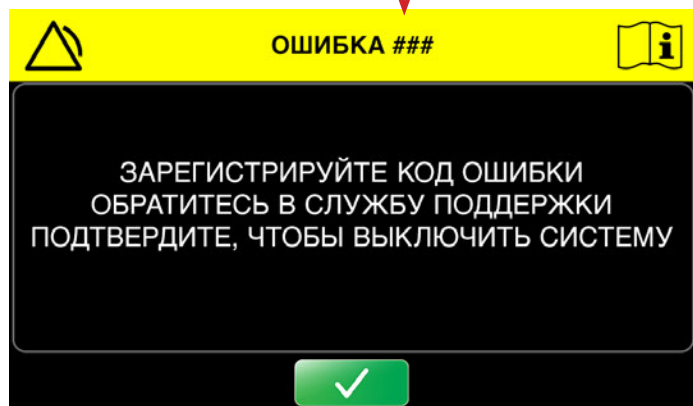 ОШИБКА ###
ЗАРЕГИСТРИРУЙТЕ КОД ОШИБКИ
ОБРАТИТЕСЬ В СЛУЖБУ ПОДДЕРЖКИ
ПОДТВЕРДИТЕ, ЧТОБЫ ВЫКЛЮЧИТЬ СИСТЕМУ